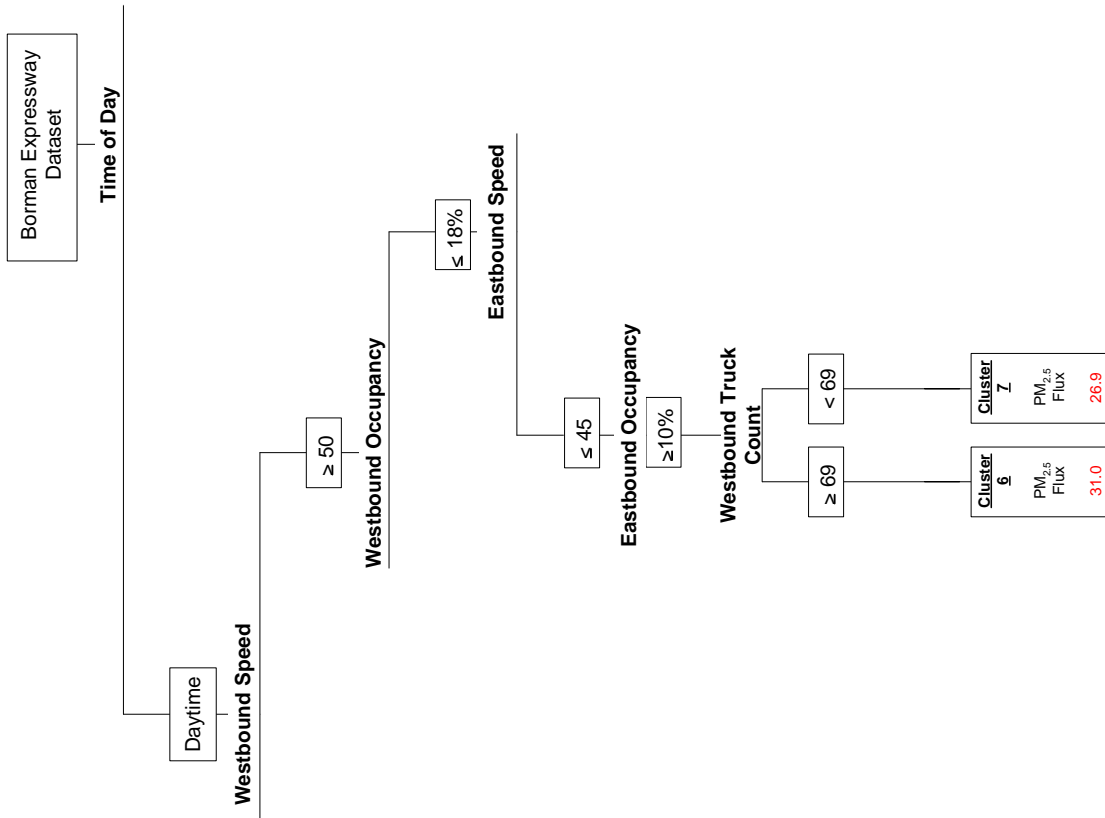 Borman Expressway
Dataset
Time of Day
Daytime
Westbound Speed
≥ 50
Westbound Occupancy
≤ 18%
Eastbound Speed
≤ 45
Eastbound Occupancy
≥10%
Westbound Truck
Count
≥ 69
< 69
Cluster
6
PM2.5
Flux
31.0
Cluster
7
PM2.5
Flux
26.9